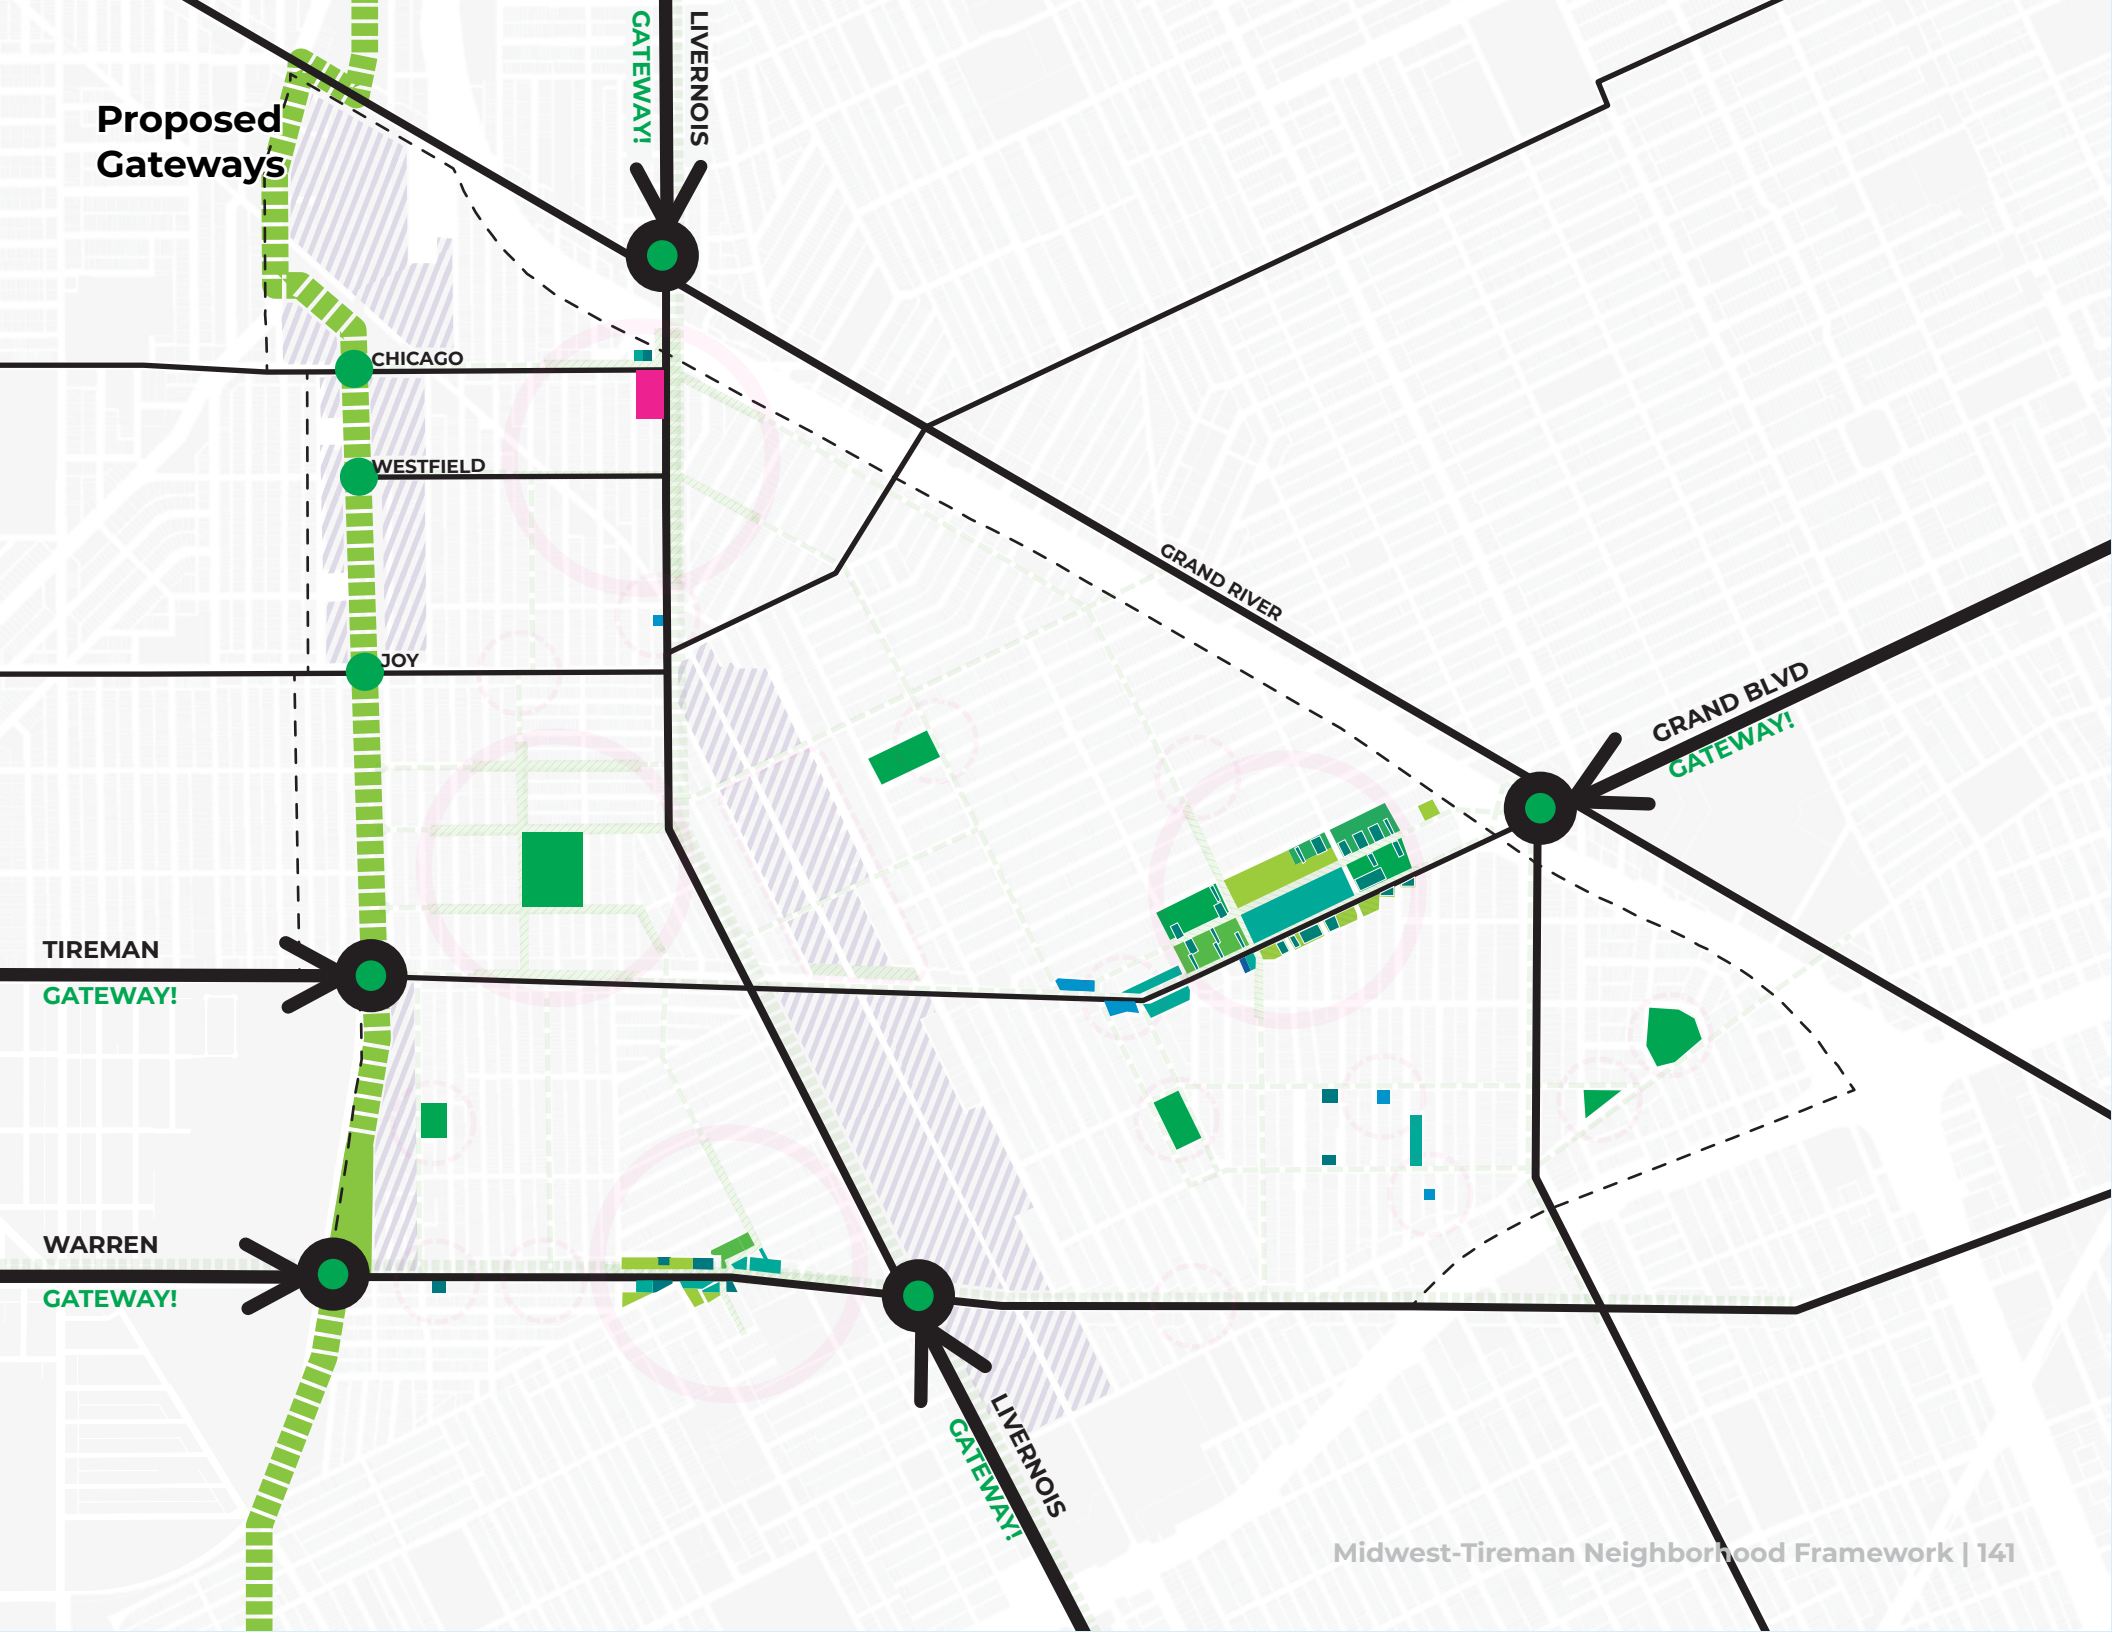 Proposed
Gateways
GATEWAY!
LIVERNOIS
CHICAGO
WESTFIELD
JOY
GRAND RIVER
GRAND BLVD
GATEWAY!
TIREMAN
GATEWAY!
WARREN
GATEWAY!
LIVERNOIS
GATEWAY!
Midwest-Tireman Neighborhood Framework | 141